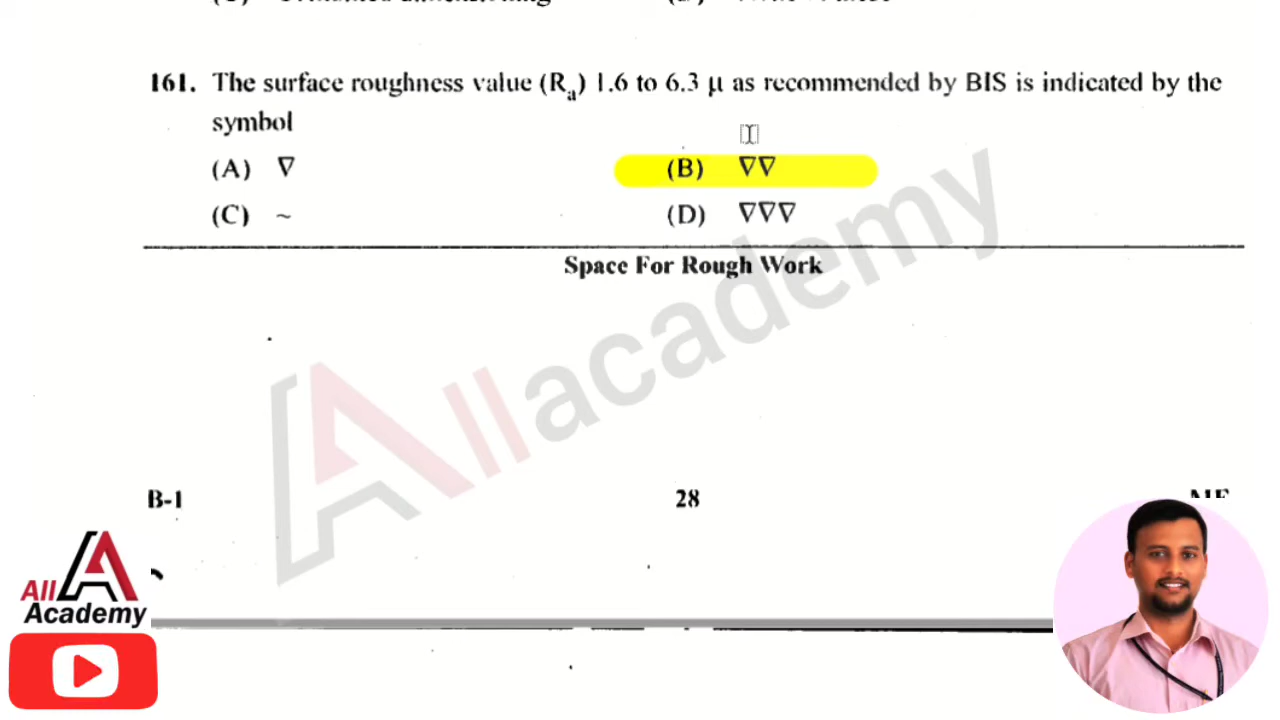 161. The surface roughness value (Ra) 1.6 to 6.3 μ as recommended by BIS is indicated by the
symbol
(A) ∇ (B) ∇∇
(C) ~ (D) ∇∇∇
Space For Rough Work
Allacademy
B-1 28
All
Academy